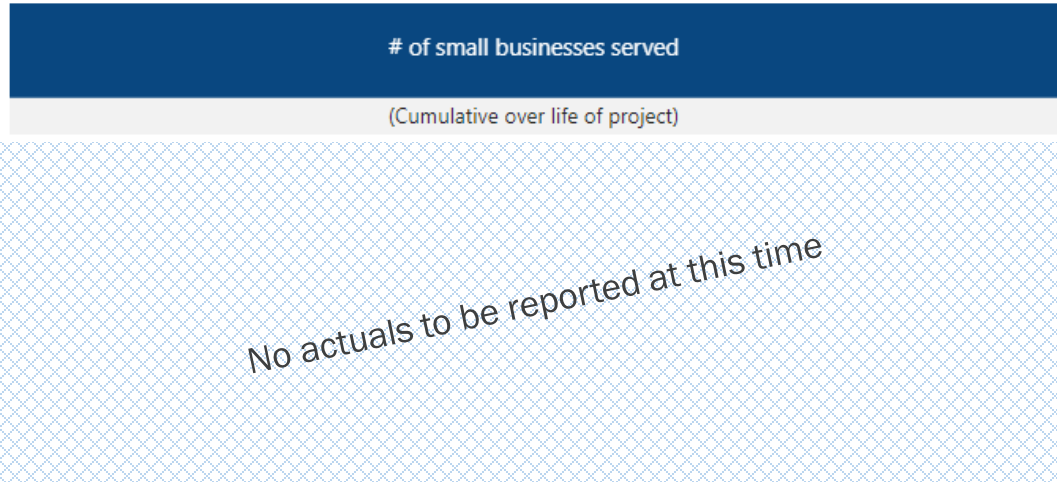 # of small businesses served
(Cumulative over life of project)
No actuals to be reported at this time